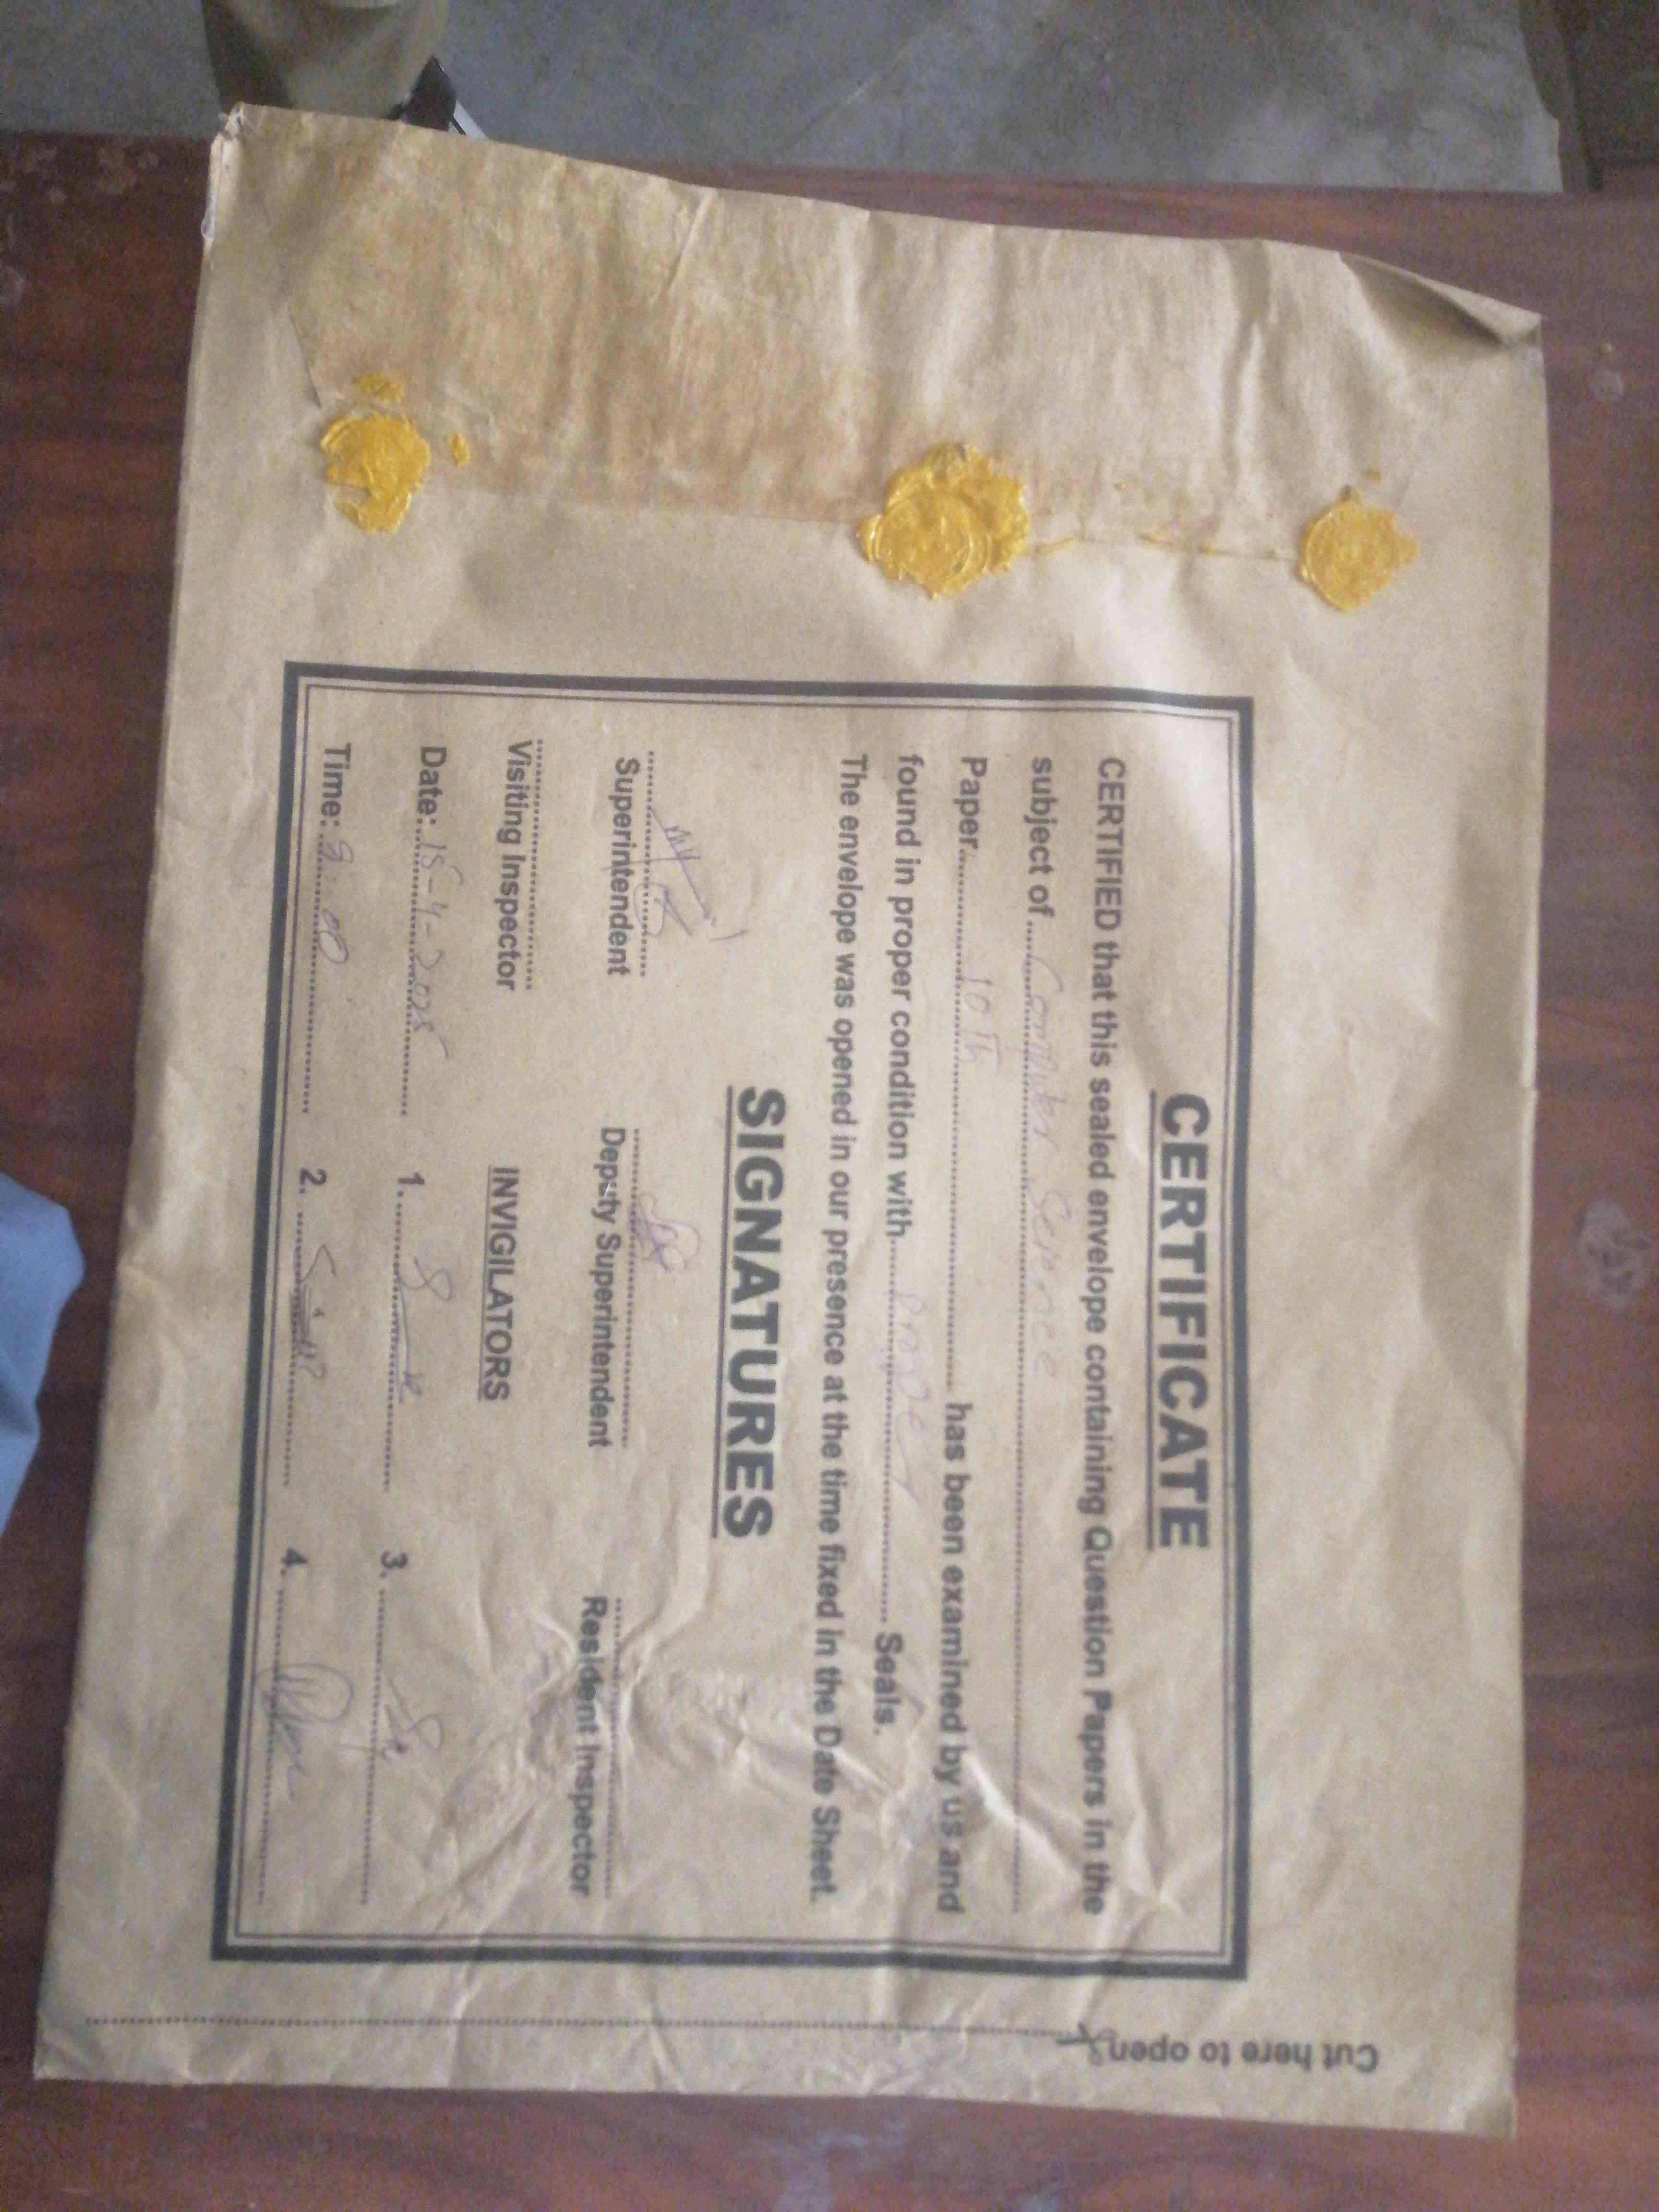 CERTIFICATE
CERTIFIED that this sealed envelope containing Question Papers in the
subject of Computer Science
Paper 10th has been examined by us and
found in proper condition with Proper Seals.
The envelope was opened in our presence at the time fixed in the Date Sheet.
SIGNATURES
Superintendent Deputy Superintendent Resident Inspector
Visiting Inspector INVIGILATORS
Date: 15-4-2025 1. 3.
Time: 2. 4.
Cut here to open